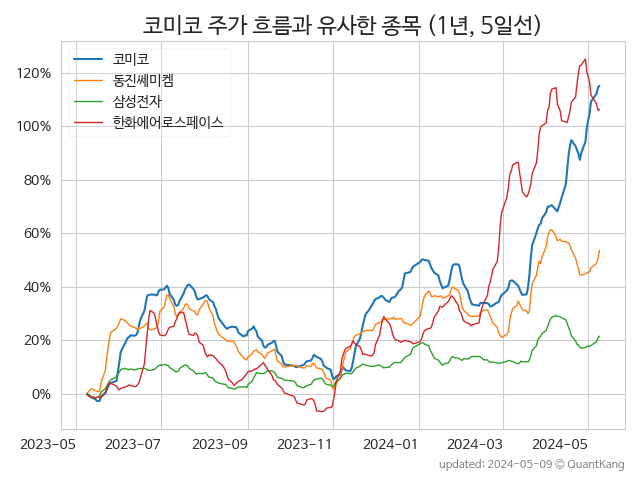 코미코 주가 흐름과 유사한 종목 (1년, 5일선)
코미코
동진쎄미켐
삼성전자
한화에어로스페이스
120%
100%
80%
60%
40%
20%
0%
2023-05 2023-07 2023-09 2023-11 2024-01 2024-03 2024-05
updated: 2024-05-09 © QuantKang